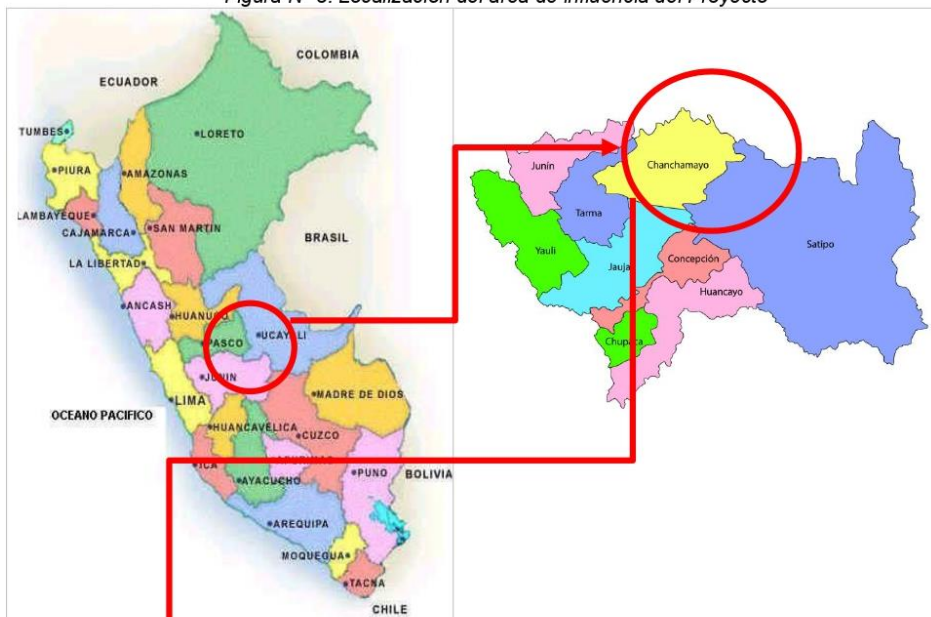 COLOMBIA
ECUADOR
TUMBES
LORETO
PIURA
AMAZONAS
LAMBAYEQUE
SAN MARTIN
CAJAMARCA
BRASIL
LA LIBERTAD
ANCASH
HUANUCO
UCAYALI
PASCO
JUNIN
LIMA
MADRE DE DIOS
OCEANO PACIFICO
HUANCAVELICA
CUZCO
ICA
PUNO
BOLIVIA
AYACUCHO
AREQUIPA
MOQUEGUA
TACNA
CHILE
Junín
Chanchamayo
Tarma
Yauli
Satipo
Concepción
Jauja
Huancayo
Chupaca